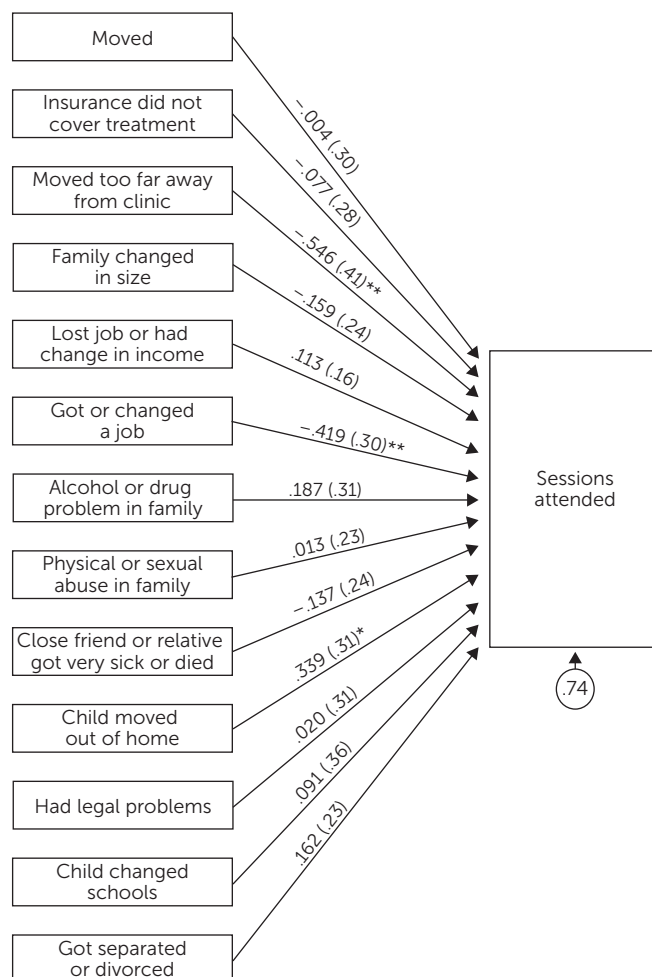 Moved
Insurance did not
cover treatment
Moved too far away
from clinic
Family changed
in size
Lost job or had
change in income
Got or changed
a job
Alcohol or drug
problem in family
Physical or sexual
abuse in family
Close friend or relative
got very sick or died
Child moved
out of home
Had legal problems
Child changed
schools
Got separated
or divorced
−.004 (.30)
−.077 (.28)
−.546 (.41)**
−.159 (.24)
.113 (.16)
−.419 (.30)**
.187 (.31)
.013 (.23)
−.137 (.24)
.339 (.31)*
.020 (.31)
.091 (.36)
.162 (.23)
Sessions
attended
.74